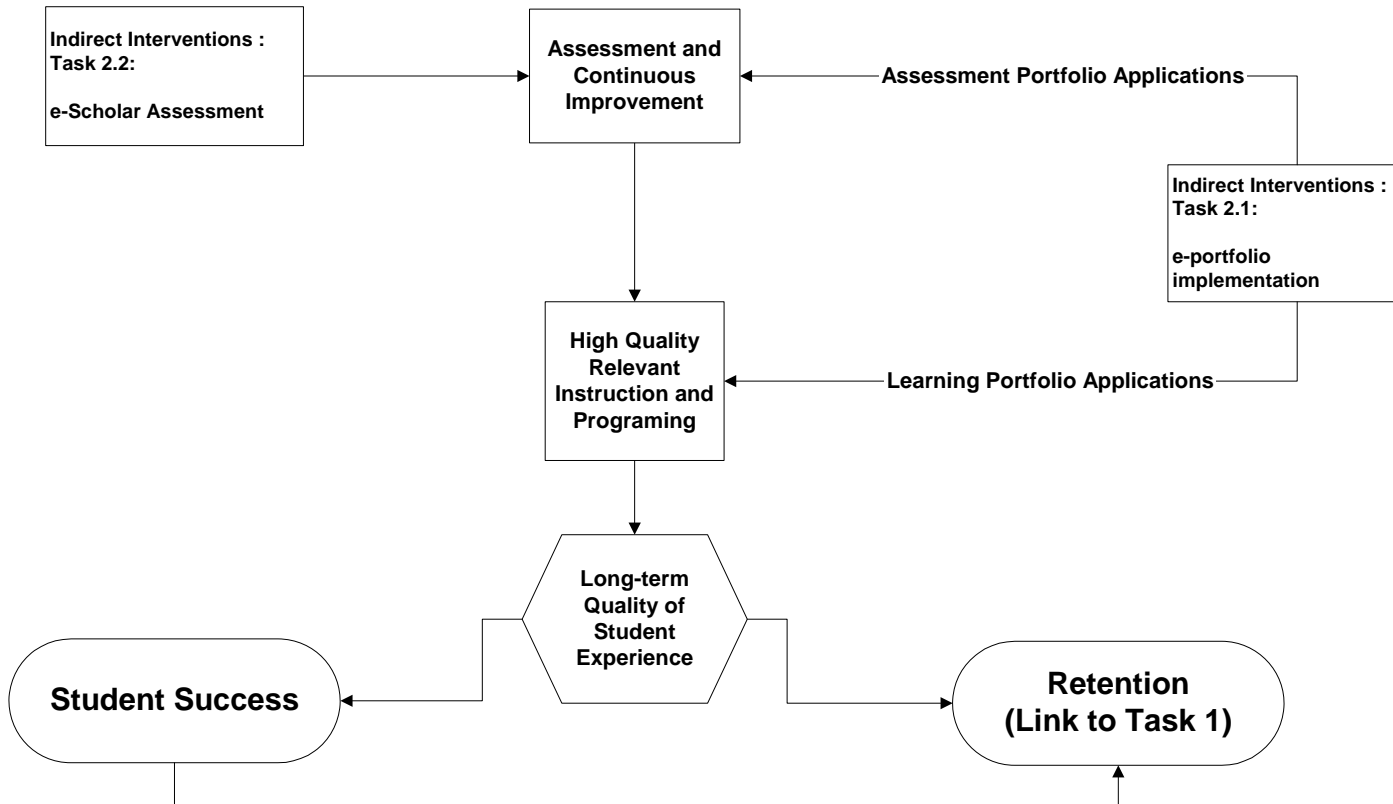 Indirect Interventions :
Task 2.2:
e-Scholar Assessment
Assessment and
Continuous
Improvement
Assessment Portfolio Applications
Indirect Interventions :
Task 2.1:
e-portfolio
implementation
High Quality
Relevant
Instruction and
Programing
Learning Portfolio Applications
Long-term
Quality of
Student
Experience
Student Success
Retention
(Link to Task 1)